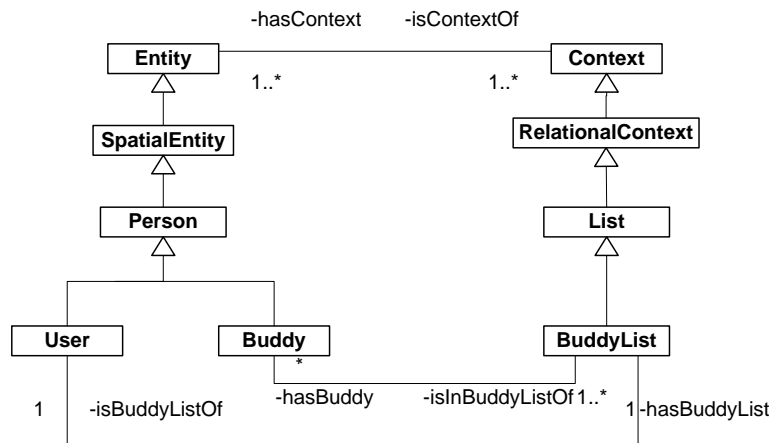 -hasContext -isContextOf
Entity Context
1..* 1..*
SpatialEntity RelationalContext
Person List
User Buddy BuddyList
*
-hasBuddy -isInBuddyListOf 1..*
1 -isBuddyListOf 1 -hasBuddyList